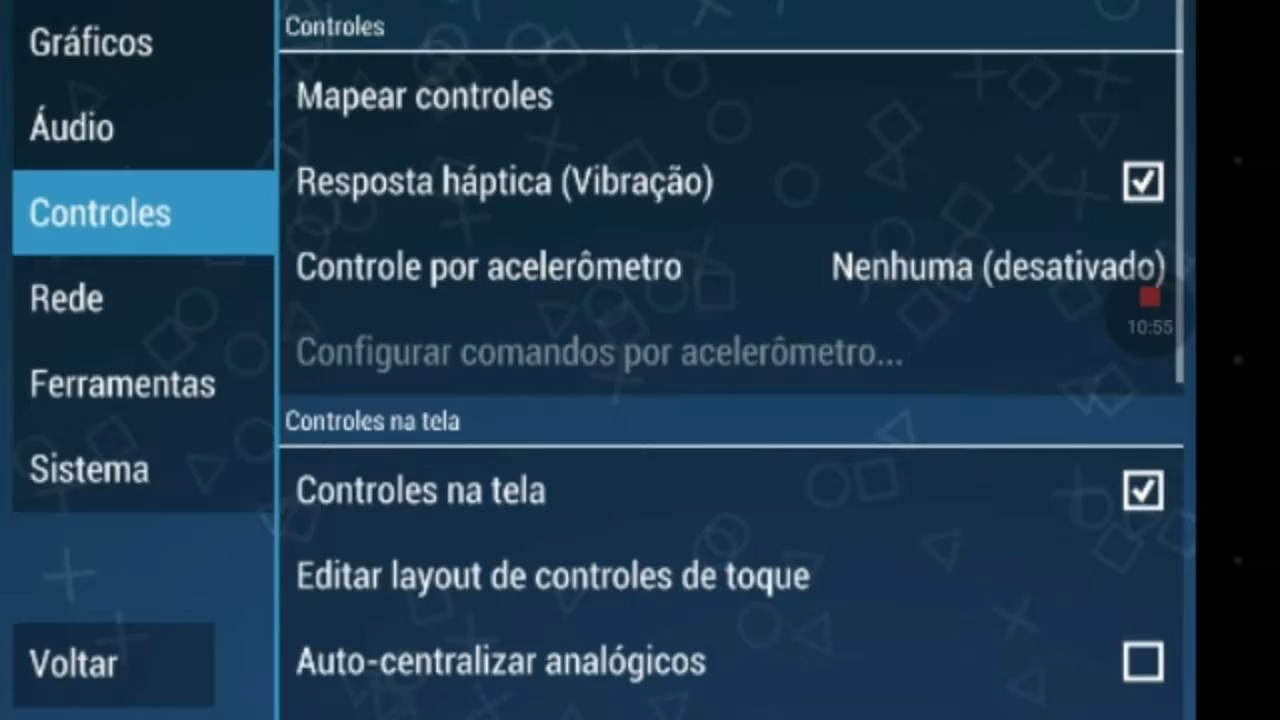 Gráficos
Áudio
Controles
Rede
Ferramentas
Sistema
Voltar
Controles
Mapear controles
Resposta háptica (Vibração)
Controle por acelerômetro Nenhuma (desativado)
10:55
Configurar comandos por acelerômetro...
Controles na tela
Controles na tela
Editar layout de controles de toque
Auto-centralizar analógicos